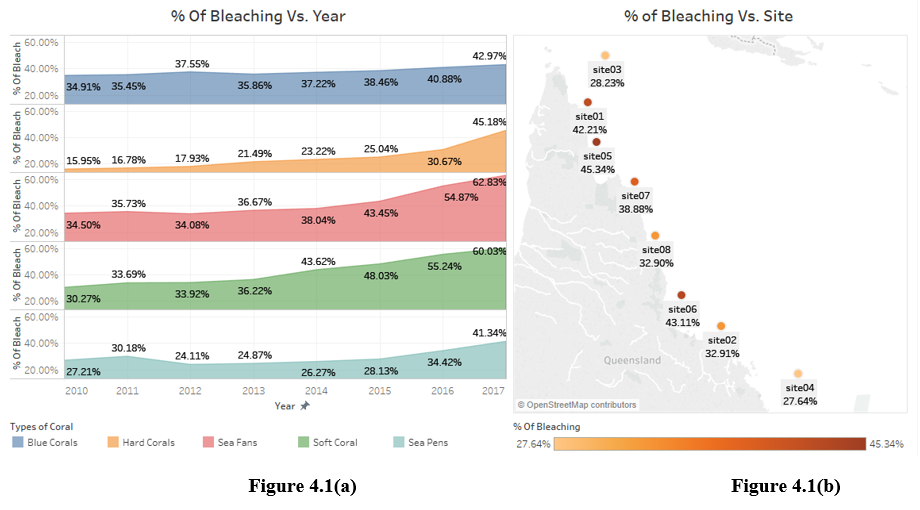 % Of Bleaching Vs. Year
% Of Bleach
60.00%
40.00%
20.00%
34.91%
35.45%
37.55%
35.86%
37.22%
38.46%
40.88%
42.97%
% Of Bleach
60.00%
40.00%
20.00%
15.95%
16.78%
17.93%
21.49%
23.22%
25.04%
30.67%
45.18%
% Of Bleach
60.00%
40.00%
20.00%
34.50%
35.73%
34.08%
36.67%
38.04%
43.45%
54.87%
62.83%
% Of Bleach
60.00%
40.00%
20.00%
30.27%
33.69%
33.92%
36.22%
43.62%
48.03%
55.24%
60.03%
% Of Bleach
60.00%
40.00%
20.00%
27.21%
30.18%
24.11%
24.87%
26.27%
28.13%
34.42%
41.34%
2010 2011 2012 2013 2014 2015 2016 2017
Year
Types of Coral
Blue Corals Hard Corals Sea Fans Soft Coral Sea Pens
Figure 4.1(a)
% of Bleaching Vs. Site
site03
28.23%
site01
42.21%
site05
45.34%
site07
38.88%
site08
32.90%
site06
43.11%
site02
32.91%
Queensland
site04
27.64%
© OpenStreetMap contributors
% Of Bleaching
27.64% 45.34%
Figure 4.1(b)